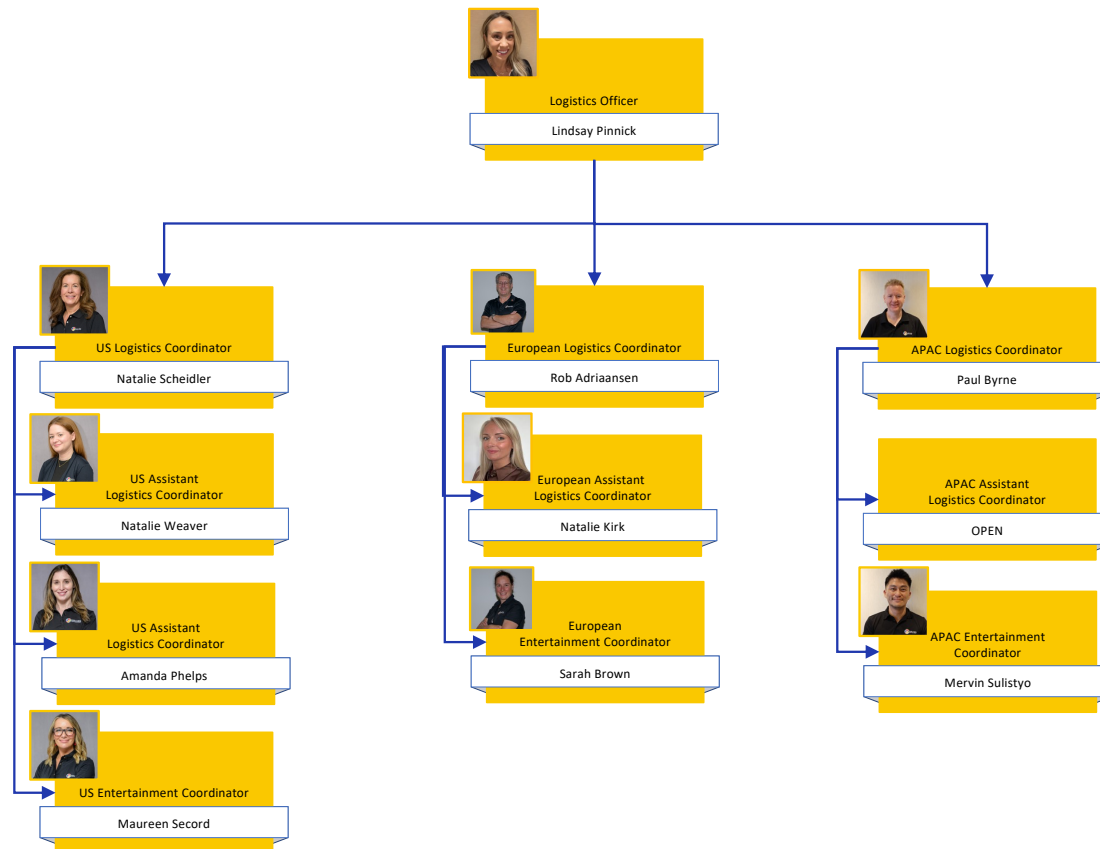 Logistics Officer
Lindsay Pinnick
US Logistics Coordinator
Natalie Scheidler
US Assistant
Logistics Coordinator
Natalie Weaver
US Assistant
Logistics Coordinator
Amanda Phelps
US Entertainment Coordinator
Maureen Secord
European Logistics Coordinator
Rob Adriaansen
European Assistant
Logistics Coordinator
Natalie Kirk
European
Entertainment Coordinator
Sarah Brown
APAC Logistics Coordinator
Paul Byrne
APAC Assistant
Logistics Coordinator
OPEN
APAC Entertainment
Coordinator
Mervin Sulistyo